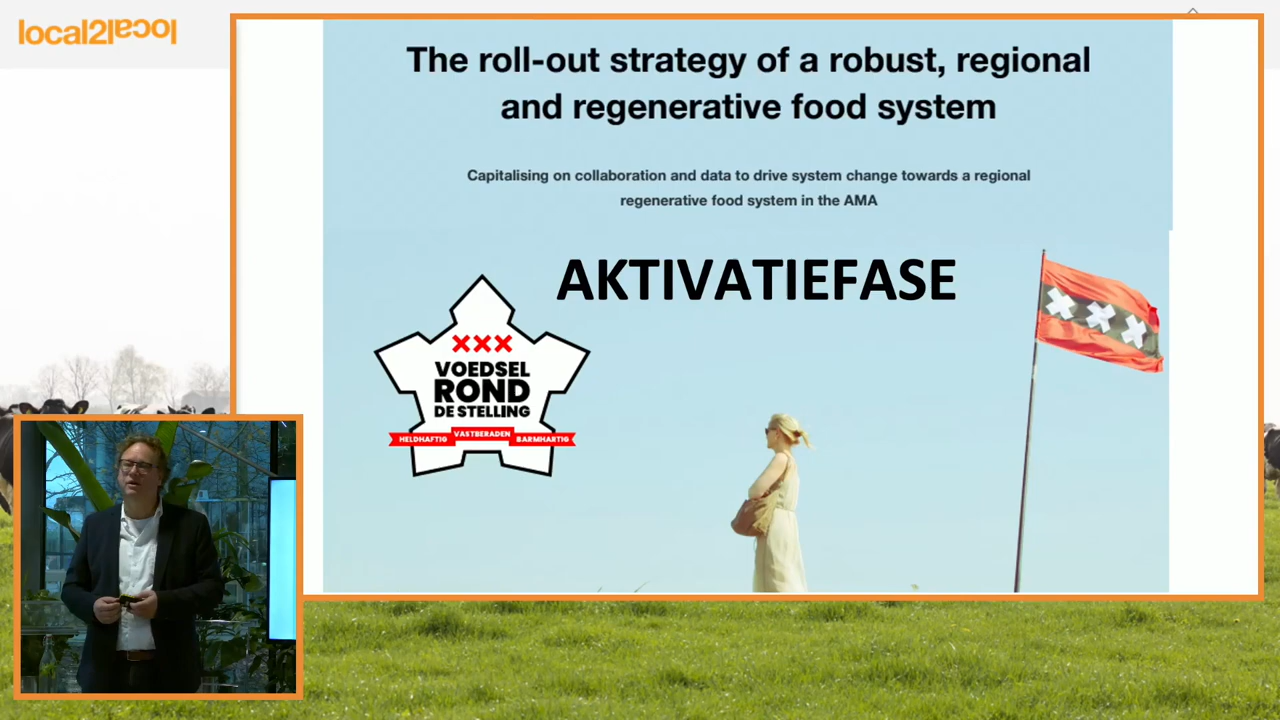 local2local
The roll-out strategy of a robust, regional
and regenerative food system
Capitalising on collaboration and data to drive system change towards a regional
regenerative food system in the AMA
AKTIVATIEFASE
XXX
VOEDSEL
ROND
DE STELLING
HELDHAFTIG VASTBERADEN BARMHARTIG